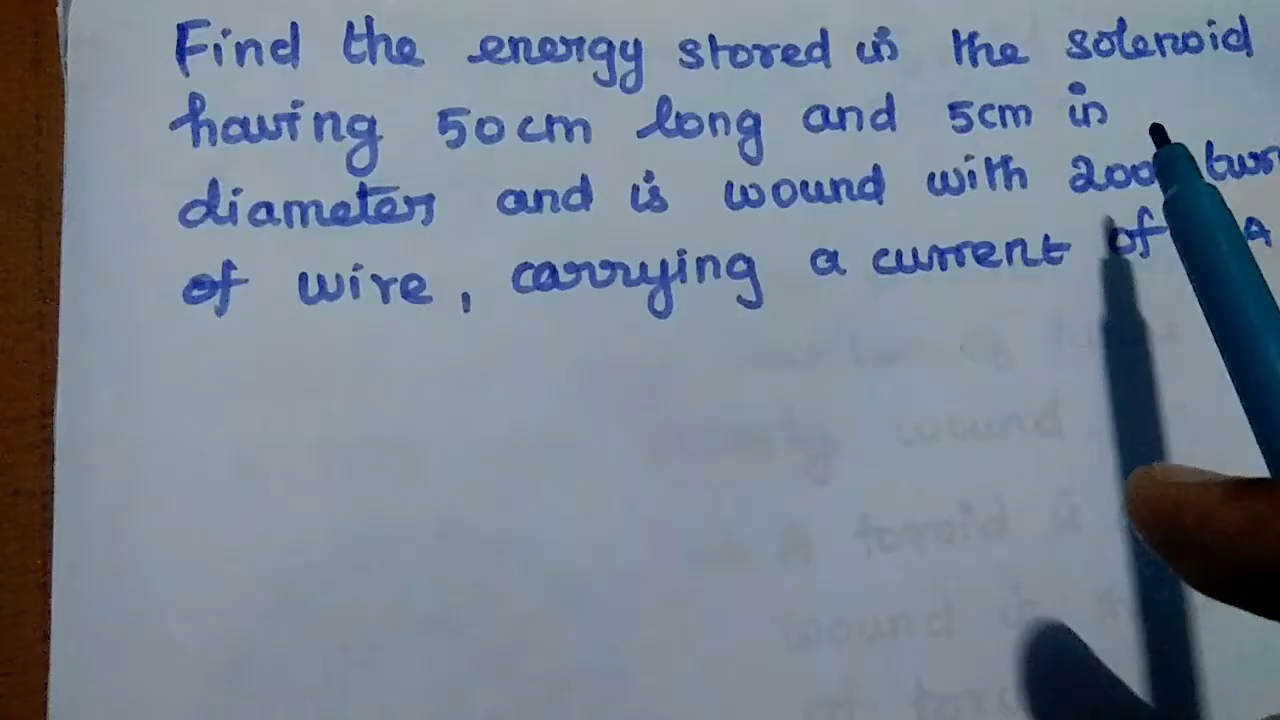 Find the energy stored in the solenoid
having 50cm long and 5cm in
diameter and is wound with
of wire, carrying a current of A